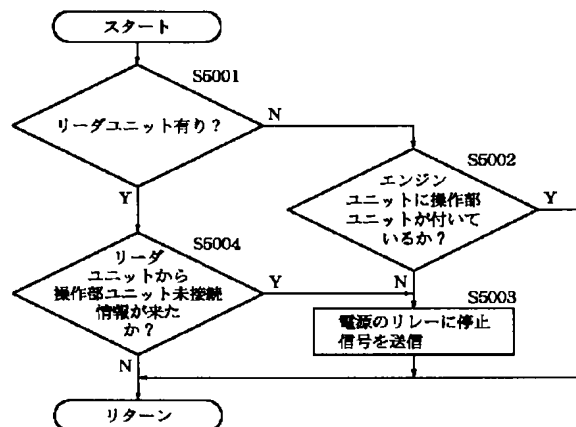 スタート
S5001
リーダユニット有り?
N
Y
S5002
エンジン
ユニットに操作部
ユニットが付いて
いるか?
Y
N
S5004
リーダ
ユニットから
操作部ユニット未接続
情報が来た
か?
Y
N
S5003
電源のリレーに停止
信号を送信
リターン